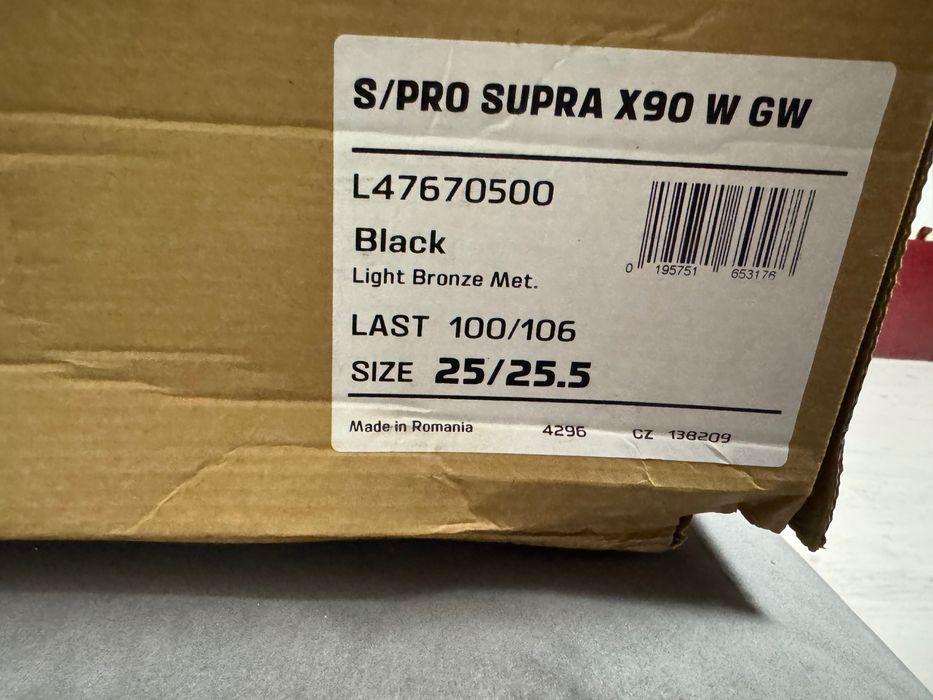 S/PRO SUPRA X90 W GW
L47670500
Black
Light Bronze Met.
0 195751 653176
LAST 100/106
SIZE 25/25.5
Made in Romania 4296 CZ 138209